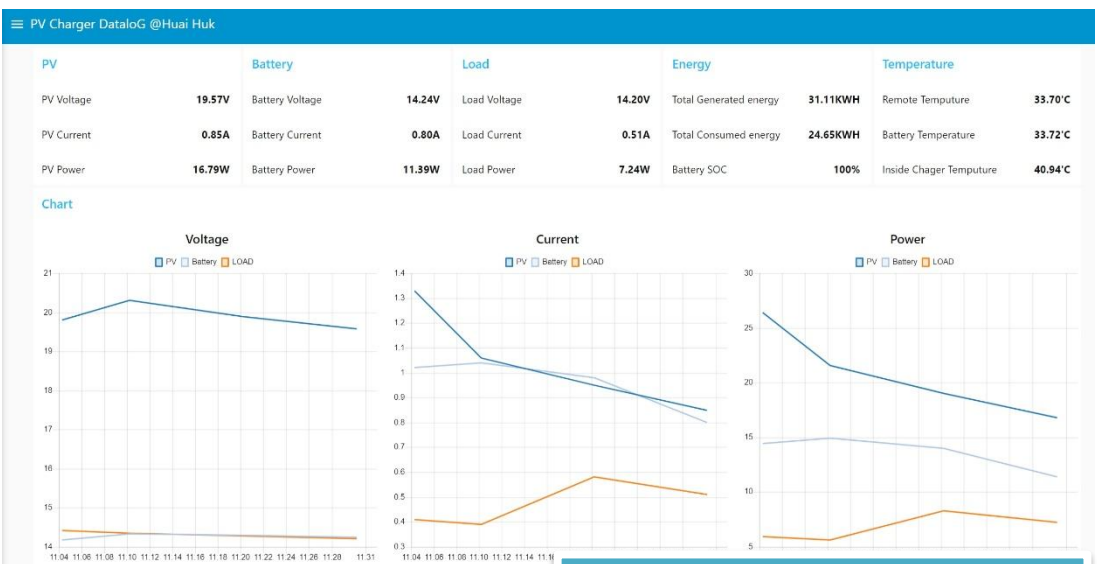 PV Charger DataloG @Huai Huk
PV Battery Load Energy Temperature
PV Voltage 19.57V Battery Voltage 14.24V Load Voltage 14.20V Total Generated energy 31.11KWH Remote Temputure 33.70'C
PV Current 0.85A Battery Current 0.80A Load Current 0.51A Total Consumed energy 24.65KWH Battery Temperature 33.72'C
PV Power 16.79W Battery Power 11.39W Load Power 7.24W Battery SOC 100% Inside Chager Temputure 40.94'C
Chart
Voltage
PV Battery LOAD
21
20
19
18
17
16
15
14
11.04 11.06 11.08 11.10 11.12 11.14 11.16 11.18 11.20 11.22 11.24 11.26 11.28 11.31
Current
PV Battery LOAD
1.4
1.3
1.2
1.1
1
0.9
0.8
0.7
0.6
0.5
0.4
0.3
11.04 11.06 11.08 11.10 11.12 11.14
Power
PV Battery LOAD
30
25
20
15
10
5